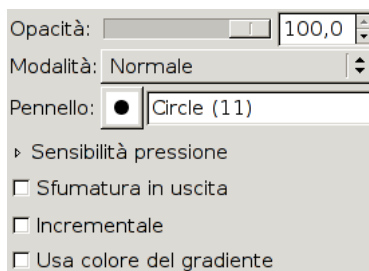 Opacità: 100,0
Modalità: Normale
Pennello: Circle (11)
Sensibilità pressione
Sfumatura in uscita
Incrementale
Usa colore del gradiente